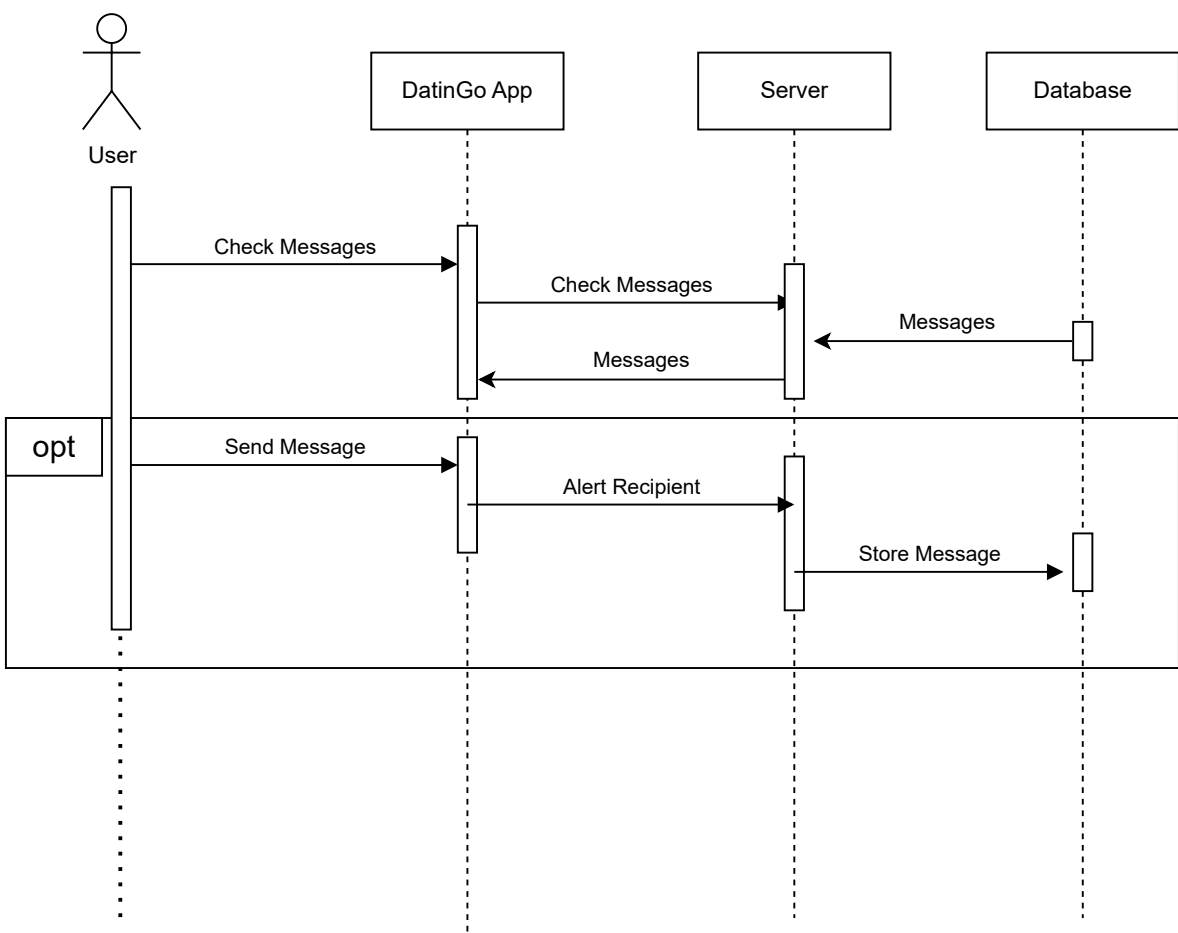 DatinGo App
Server
Database
User
Check Messages
Check Messages
Messages
Messages
opt
Send Message
Alert Recipient
Store Message